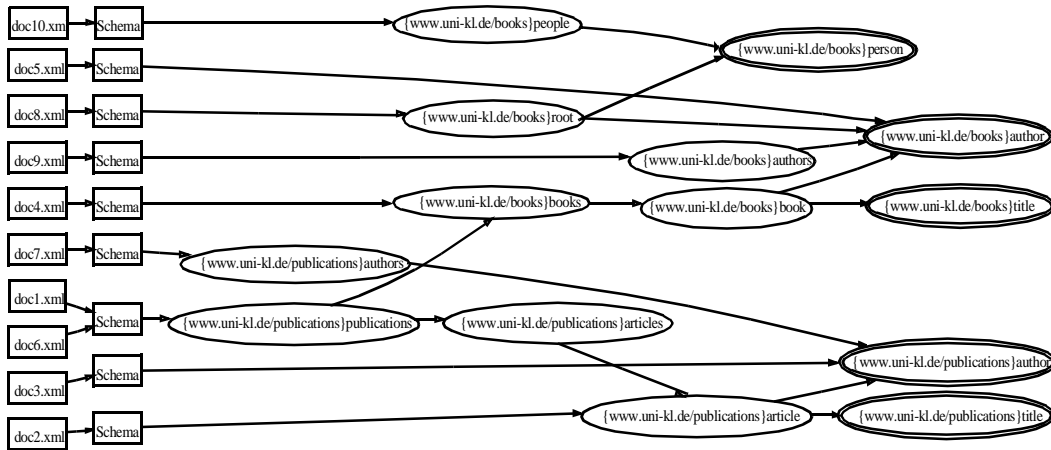 doc10.xm Schema {www.uni-kl.de/books}people
{www.uni-kl.de/books}person
doc5.xml Schema
doc8.xml Schema {www.uni-kl.de/books}root
{www.uni-kl.de/books}author
doc9.xml Schema {www.uni-kl.de/books}authors
doc4.xml Schema {www.uni-kl.de/books}books {www.uni-kl.de/books}book {www.uni-kl.de/books}title
doc7.xml Schema {www.uni-kl.de/publications}authors
doc1.xml
Schema {www.uni-kl.de/publications}publications {www.uni-kl.de/publications}articles
doc6.xml
{www.uni-kl.de/publications}author
doc3.xml Schema
{www.uni-kl.de/publications}article {www.uni-kl.de/publications}title
doc2.xml Schema